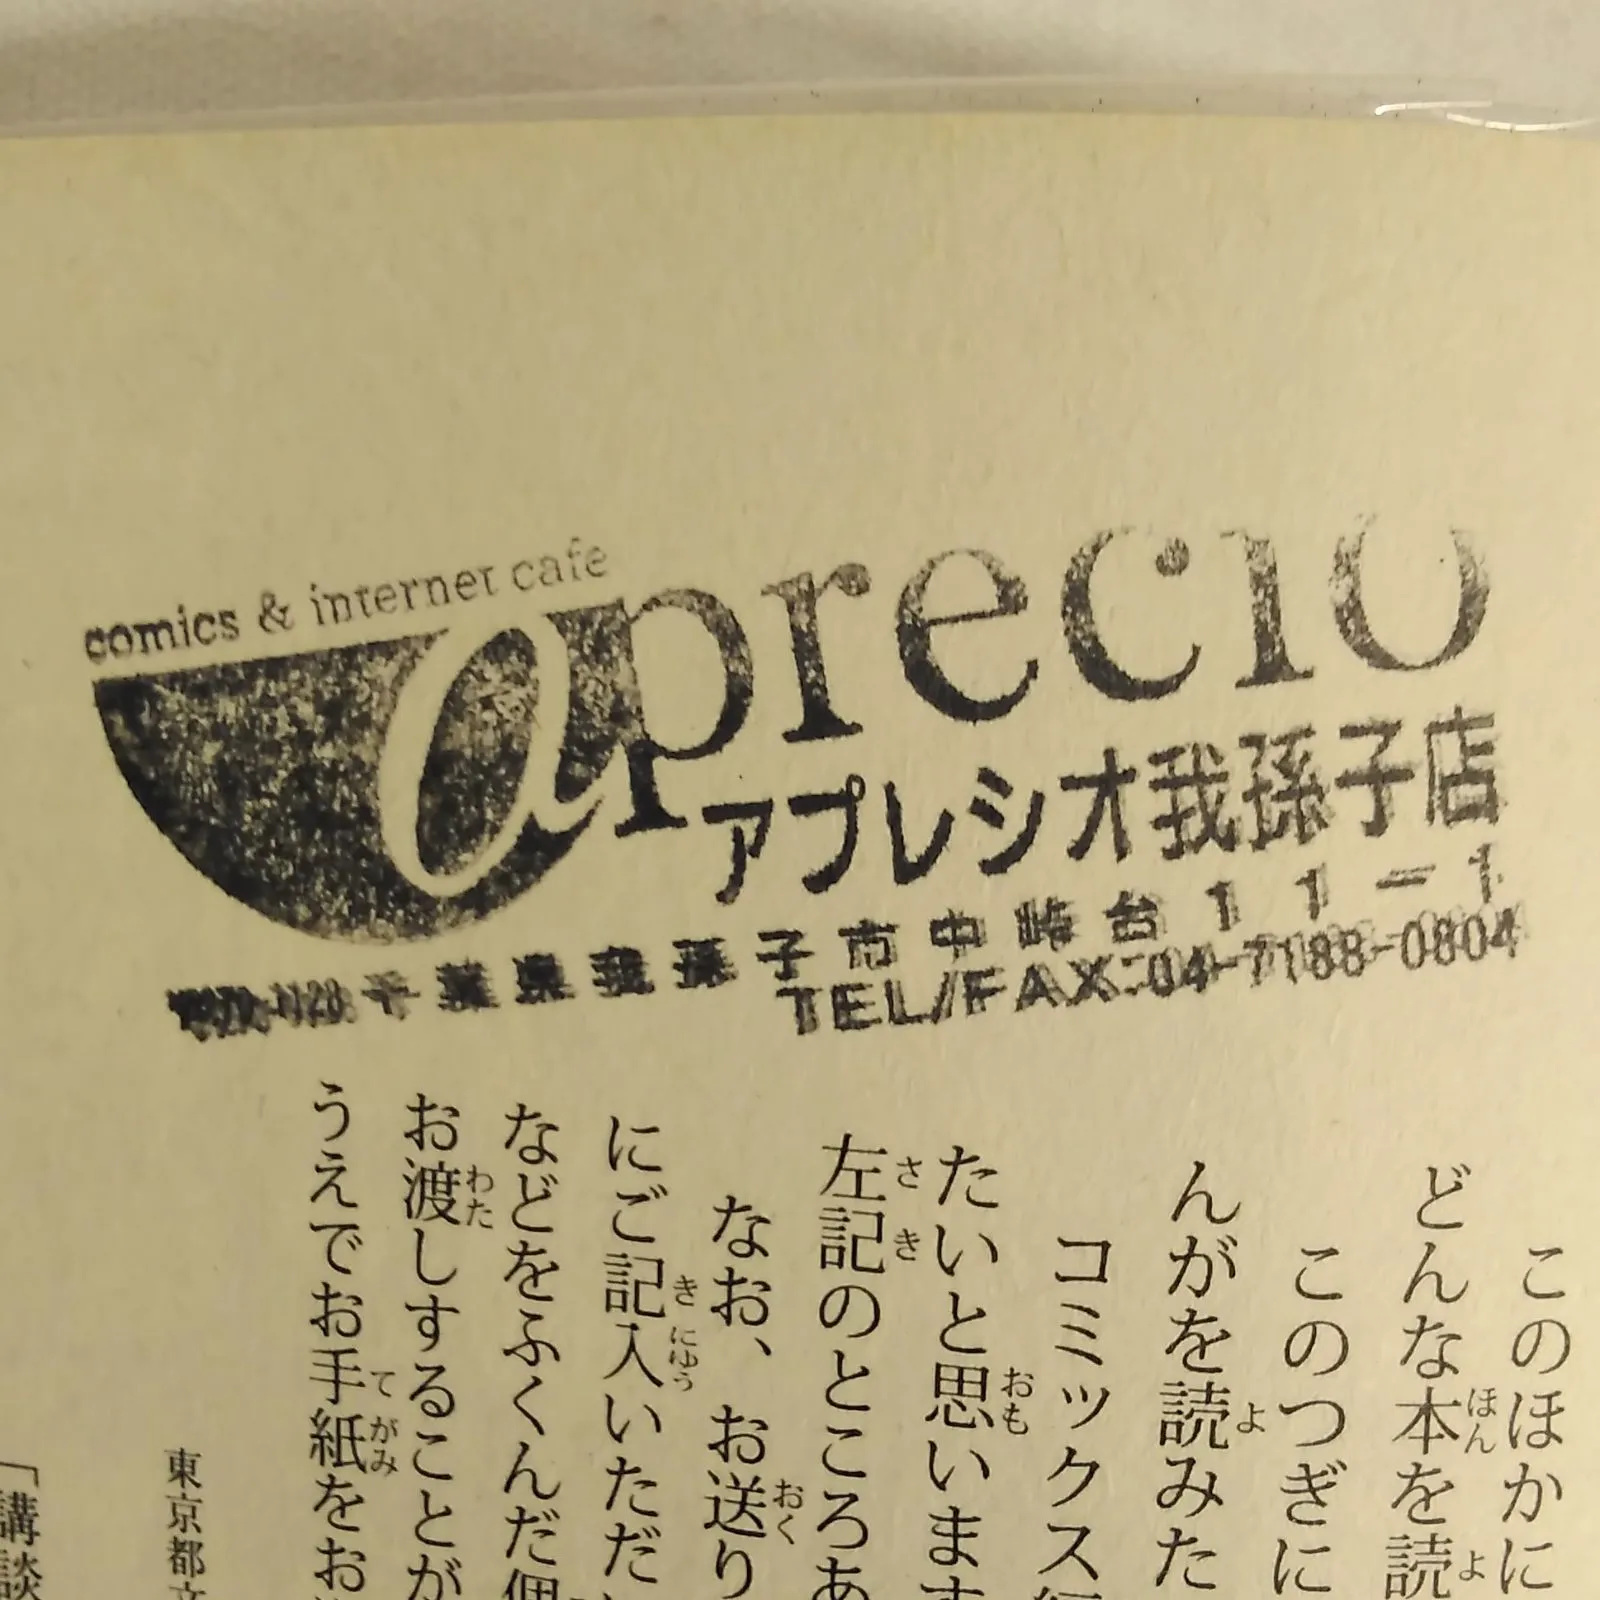 comics & internet cafe
aprecio
アプレシオ我孫子店
千葉県我孫子市中峠台11-1
TEL/FAX:04-7188-0804
このほかに
どんな本を読
このつぎに
んがを読みた
コミックス
たいと思います
左記のところあ
なお、お送り
にご記入いただ
などをふくんだ個
お渡しすることが
うえでお手紙をお
東京都文
「講談